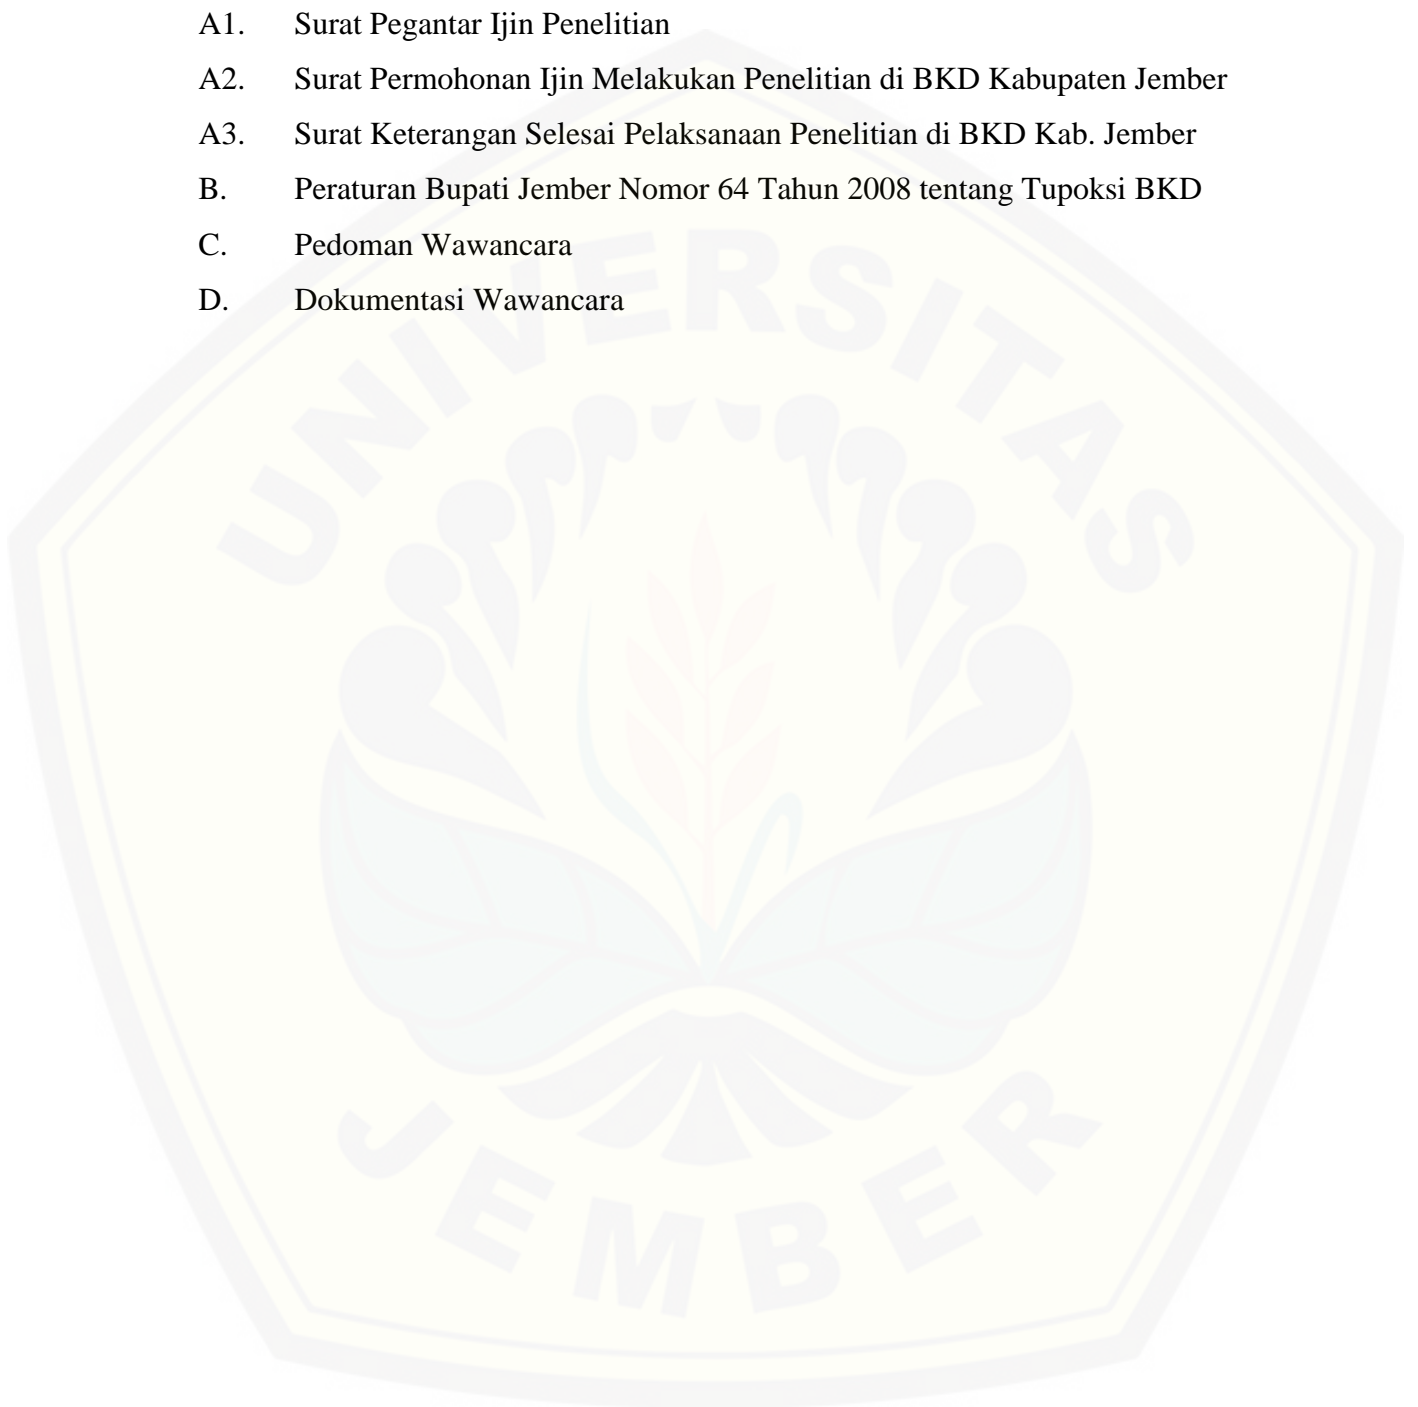 A1. Surat Pegantar Ijin Penelitian
A2. Surat Permohonan Ijin Melakukan Penelitian di BKD Kabupaten Jember
A3. Surat Keterangan Selesai Pelaksanaan Penelitian di BKD Kab. Jember
B. Peraturan Bupati Jember Nomor 64 Tahun 2008 tentang Tupoksi BKD
C. Pedoman Wawancara
D. Dokumentasi Wawancara
UNIVERSITAS
JEMBER